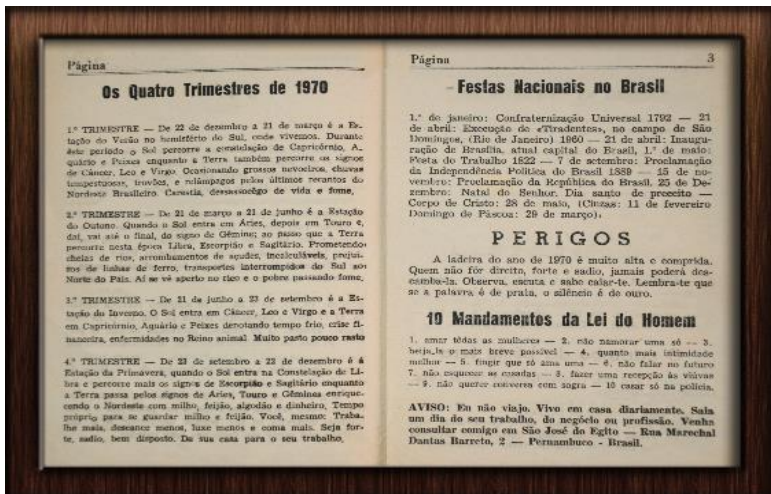 Página
Os Quatro Trimestres de 1970
1.º TRIMESTRE — De 22 de dezembro a 21 de março é a Es-
tação do Verão no hemisfério do Sul, onde vivemos. Durante
êste período o Sol percorre a constelação de Capricórnio, A-
quário e Peixes enquanto a Terra também percorre os signos
de Câncer, Leo e Virgo. Ocasionando grossos nevoeiros, chuvas
tempestuosas, trovões, e relâmpagos pelos últimos recantos do
Nordeste Brasileiro. Carestia, desassocêgo de vida e fome.
2.º TRIMESTRE — De 21 de março a 21 de junho é a Estação
do Outono. Quando o Sol entra em Áries, depois em Touro e,
daí, vai até o final, do signo de Gêmine; ao passo que a Terra
percorre nesta época Libra, Escorpião e Sagitário. Prometendo
cheias de rios, arrombamentos de açudes, incalculáveis, prejuí-
zos de linhas de ferro, transportes interrompidos do Sul aos
Norte do País. Aí se vê aperto no rico e o pobre passando fome.
3.º TRIMESTRE — De 21 de junho a 23 de setembro é a Es-
tação do Inverno. O Sol entra em Câncer, Leo e Virgo e a Terra
em Capricórnio, Aquário e Peixes denotando tempo frio, crise fi-
nanceira, enfermidades no Reino animal. Muito pasto pouco rasto
4.º TRIMESTRE — De 23 de setembro a 22 de dezembro é á
Estação da Primavera, quando o Sol entra na Constelação de Li-
bra e percorre mais os signos de Escorpião e Sagitário enquanto
a Terra passa pelos signos de Áries, Touro e Gêmines enrique-
cendo o Nordeste com milho, feijão, algodão e dinheiro, Tempo
próprio para se guardar milho e feijão. Você, mesmo: Traba-
lhe mais, descance menos, luxe menos e coma mais. Seja for-
te, sadio, bem disposto. De sua casa para o seu trabalho.
Página 3
Festas Nacionais no Brasil
1.º de janeiro: Confraternização Universal 1792 — 21
de abril: Execução de «Tiradentes», no campo de São
Domingos, (Rio de Janeiro) 1960 — 21 de abril: Inaugu-
ração de Brasília, atual capital do Brasil, 1.º maio:
Festa do Trabalho 1822 — 7 de setembro: Proclamação
da Independência Política do Brasil 1889 — 15 de no-
vembro: Proclamação da República do Brasil. 25 de De-
zembro: Natal do Senhor. Dia santo de preceito —
Corpo de Cristo: 28 de maio, (Cinzas: 11 de fevereiro
Domingo de Páscoa: 29 de março).
PERIGOS
A ladeira do ano de 1970 é muito alta e comprida.
Quem não fôr direito, forte e sadio, jamais poderá des-
camba-la. Observa, escuta e sabe calar-te. Lembra-te que
se a palavra é de prata, o silêncio é de ouro.
10 Mandamentos da Lei do Homem
1. amar tôdas as mulheres — 2. não namorar uma só — 3.
beija-la o mais breve possível — 4. quanto mais intimidade
melhor — 5. fingir que só ama uma — 6. não falar no futuro
7. não esquecer as casadas — 8. fazer uma recepção às viúvas
— 9. não querer conversa com sogra — 10 casar só na polícia.
AVISO: Eu não viajo. Vivo em casa diariamente. Saia
um dia do seu trabalho, do negócio ou profissão. Venha
consultar comigo em São José do Egito — Rua Marechal
Dantas Barreto, 2 — Pernambuco - Brasil.